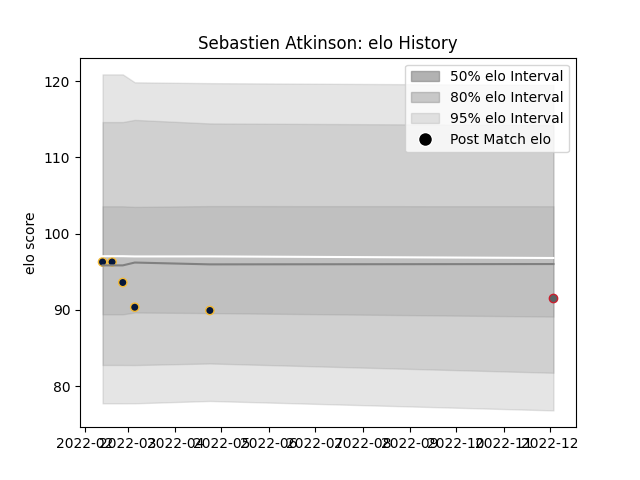 Sebastien Atkinson: elo History
50% elo Interval
80% elo Interval
95% elo Interval
Post Match elo
elo score
120
110
100
90
80
2022-02 2022-03 2022-04 2022-05 2022-06 2022-07 2022-08 2022-09 2022-10 2022-11 2022-12